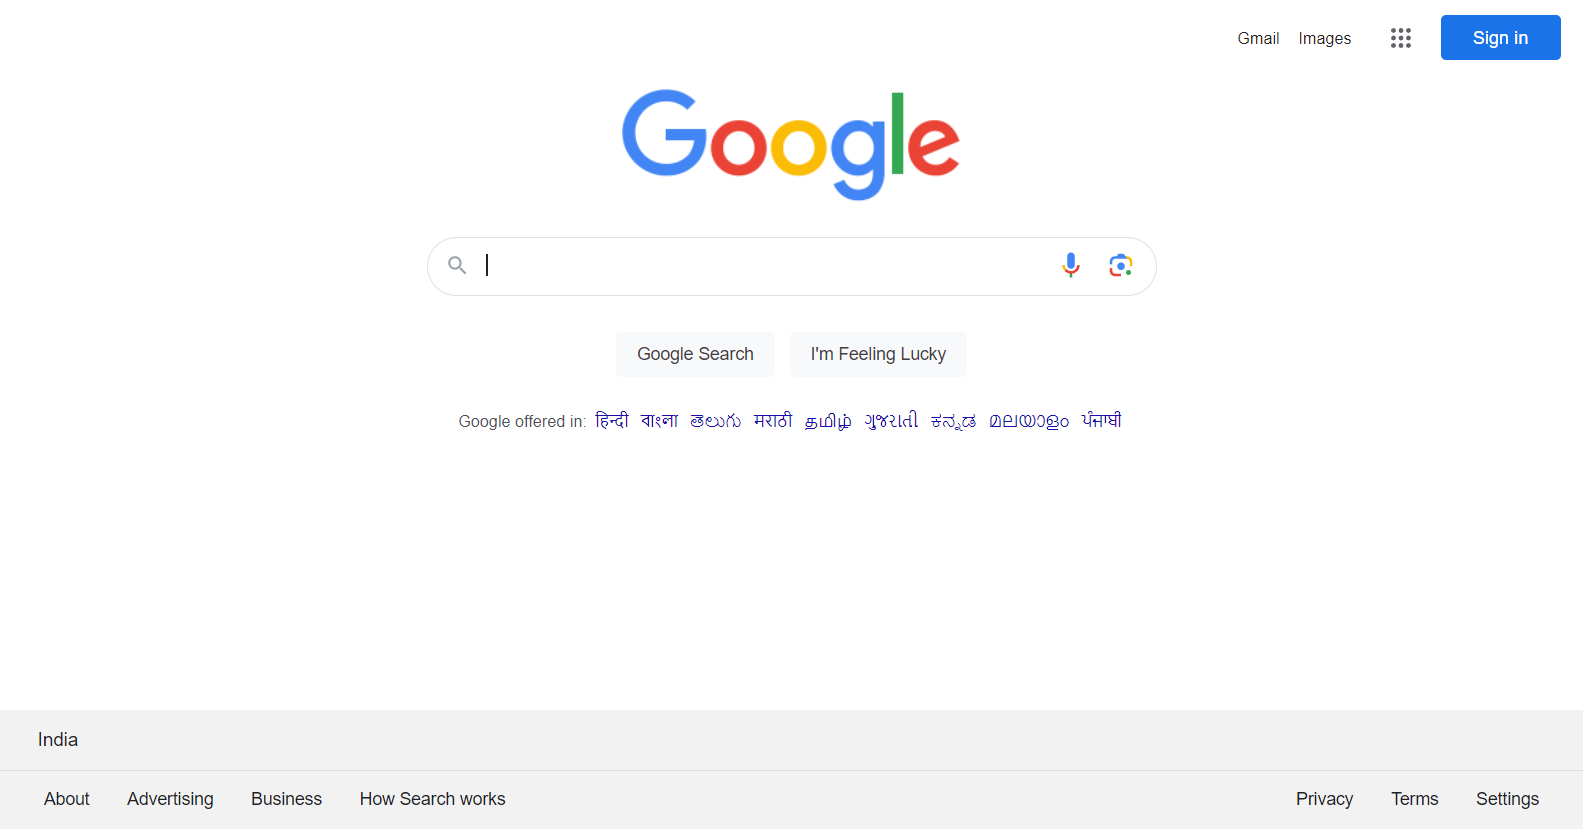 Gmail Images Sign in
Google
Google Search I'm Feeling Lucky
Google offered in: हिन्दी বাংলা తెలుగు मराठी தமிழ் ગુજરાતી ಕನ್ನಡ മലയാളം ਪੰਜਾਬੀ
India
About Advertising Business How Search works Privacy Terms Settings